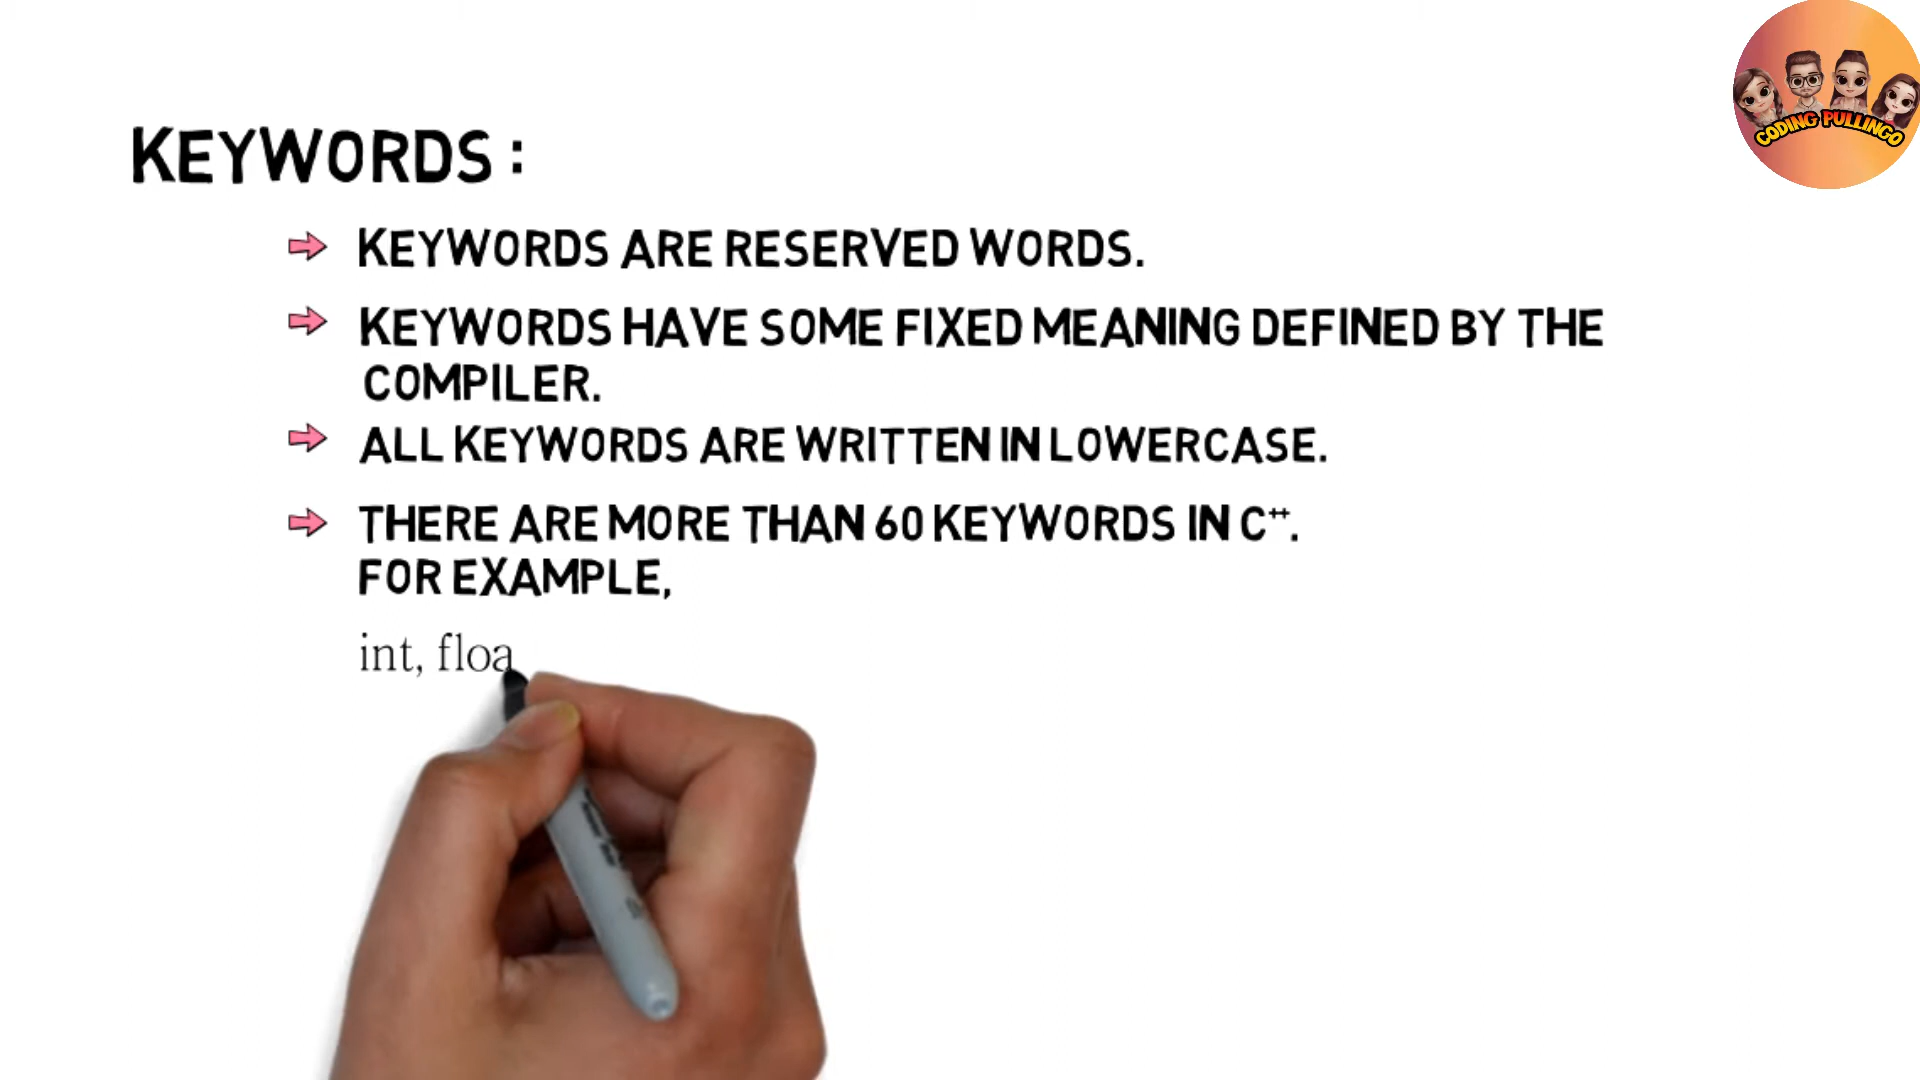 CODING PULLINGO
KEYWORDS :
KEYWORDS ARE RESERVED WORDS.
KEYWORDS HAVE SOME FIXED MEANING DEFINED BY THE
COMPILER.
ALL KEYWORDS ARE WRITTEN IN LOWERCASE.
THERE ARE MORE THAN 60 KEYWORDS IN C++.
FOR EXAMPLE,
int, floa